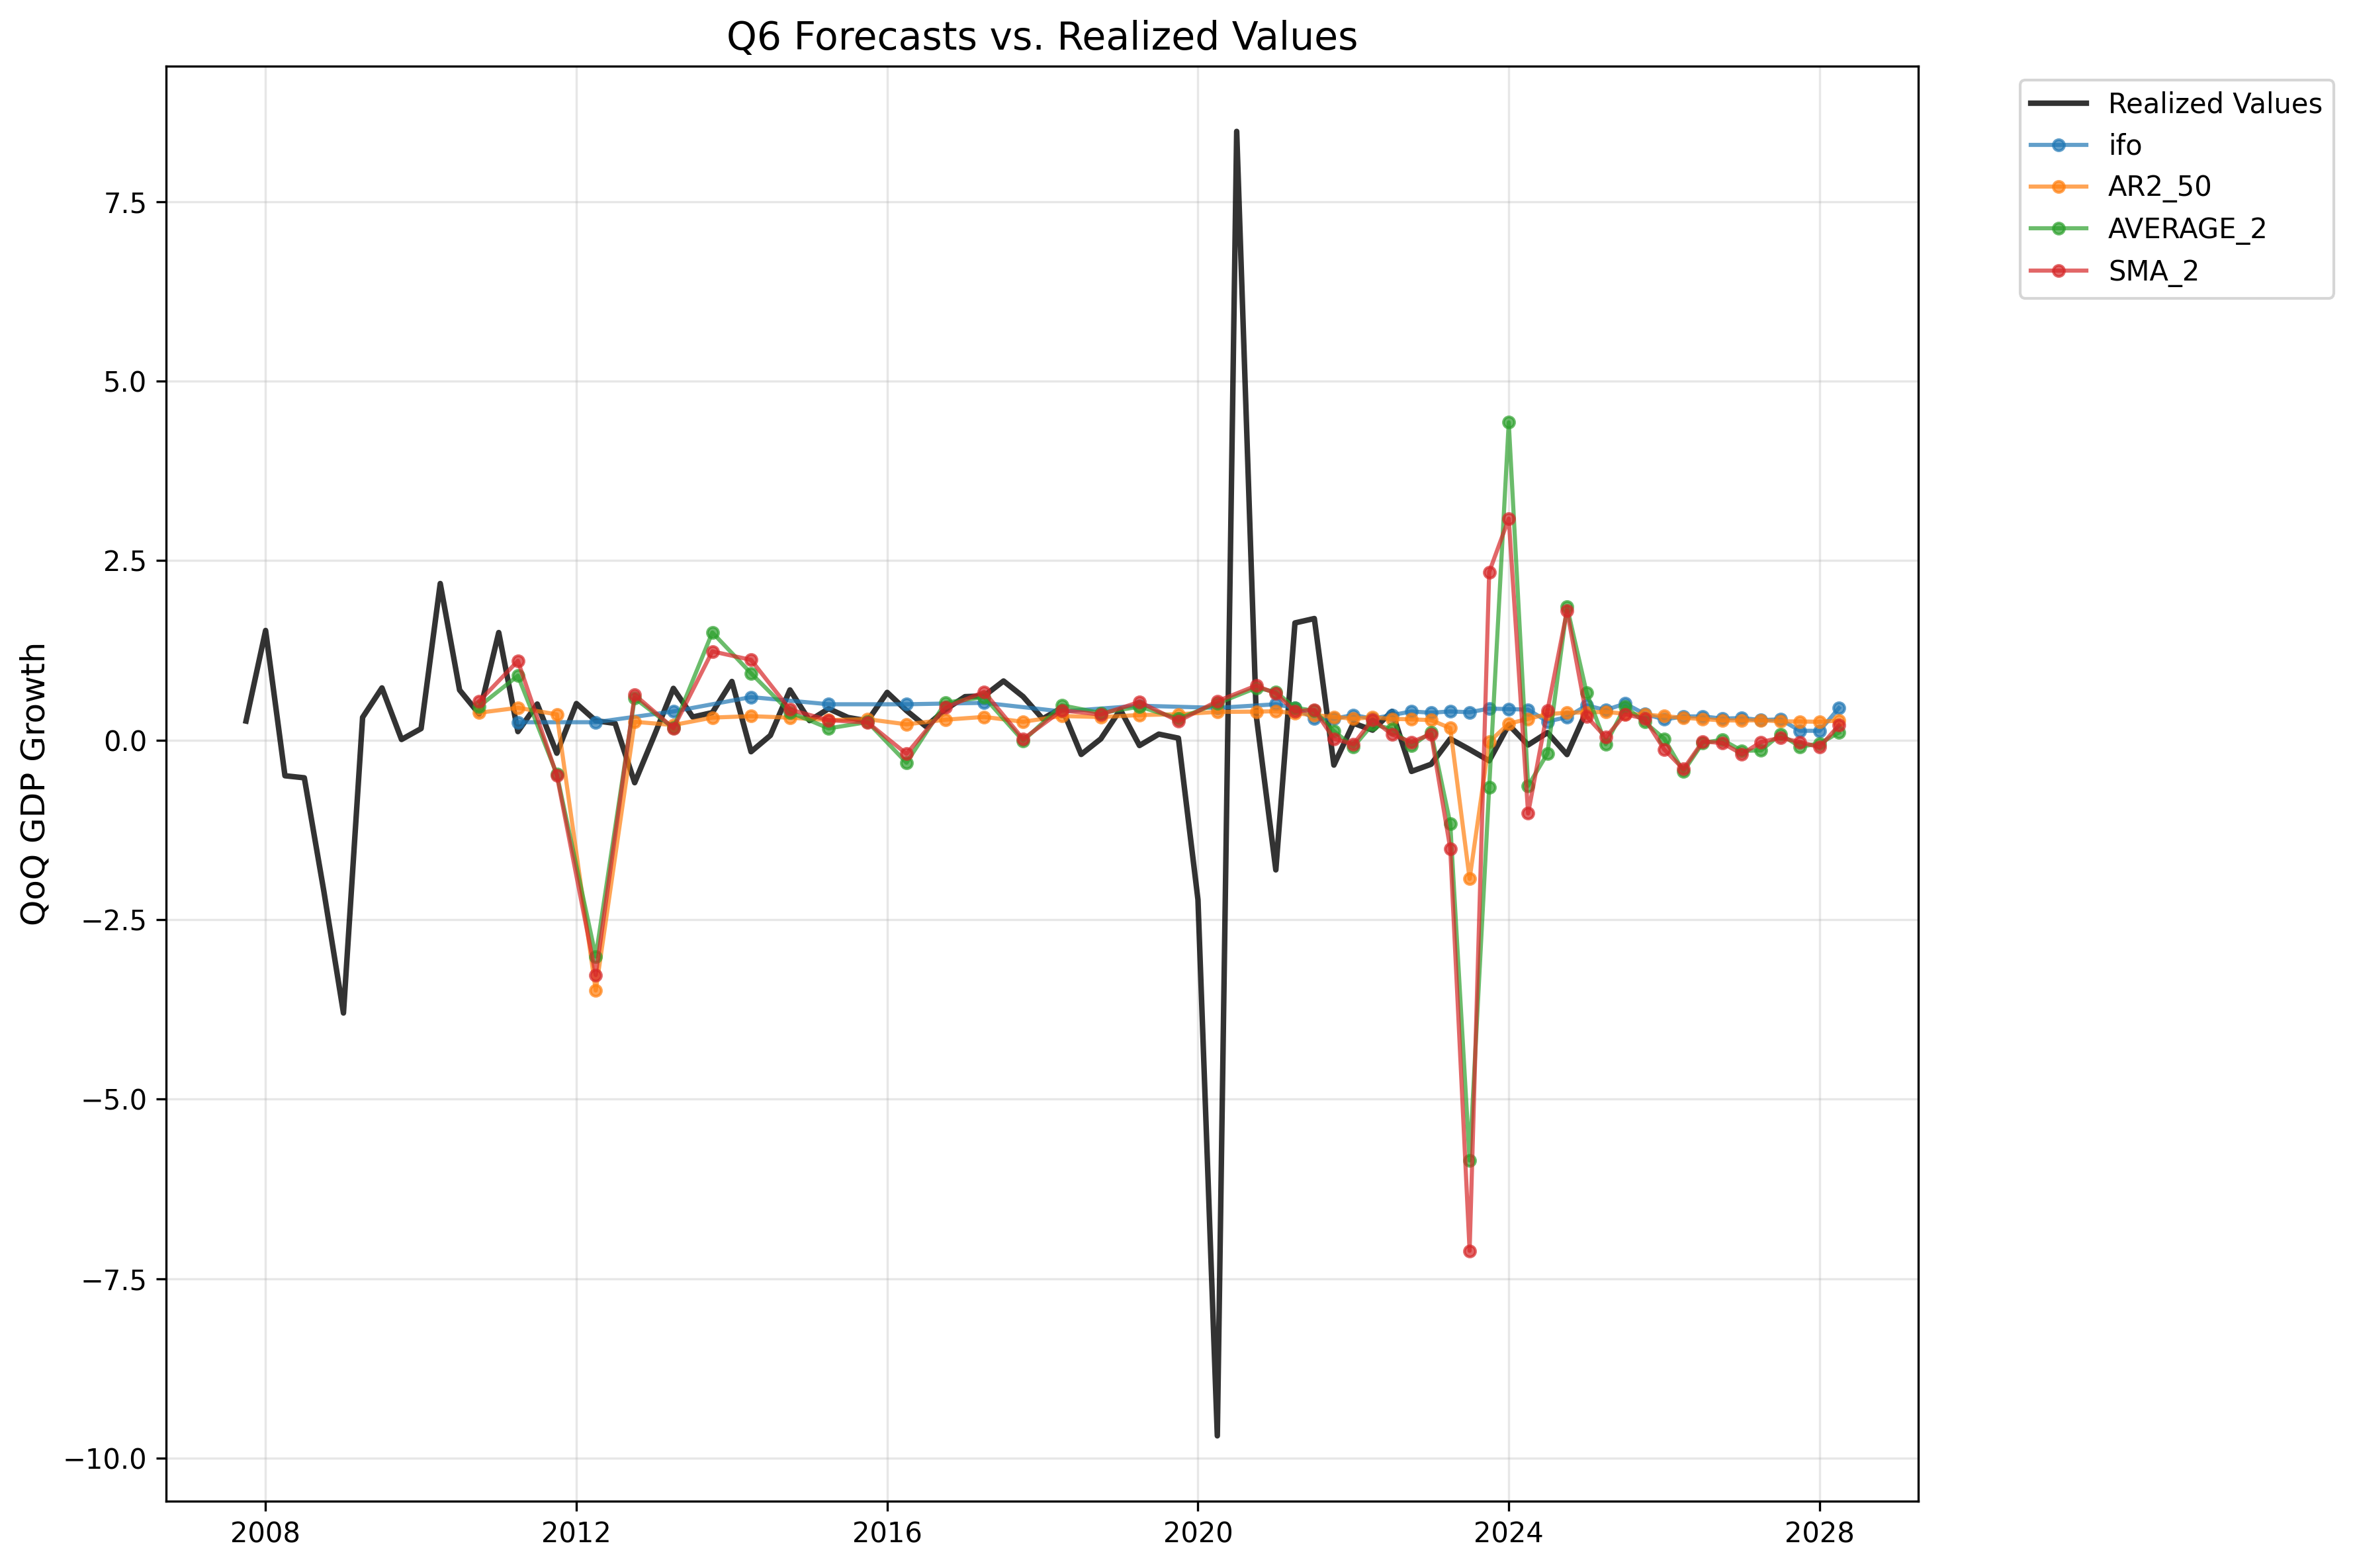 Q6 Forecasts vs. Realized Values
QoQ GDP Growth
7.5
5.0
2.5
0.0
−2.5
−5.0
−7.5
−10.0
2008
2012
2016
2020
2024
2028
Realized Values
ifo
AR2_50
AVERAGE_2
SMA_2